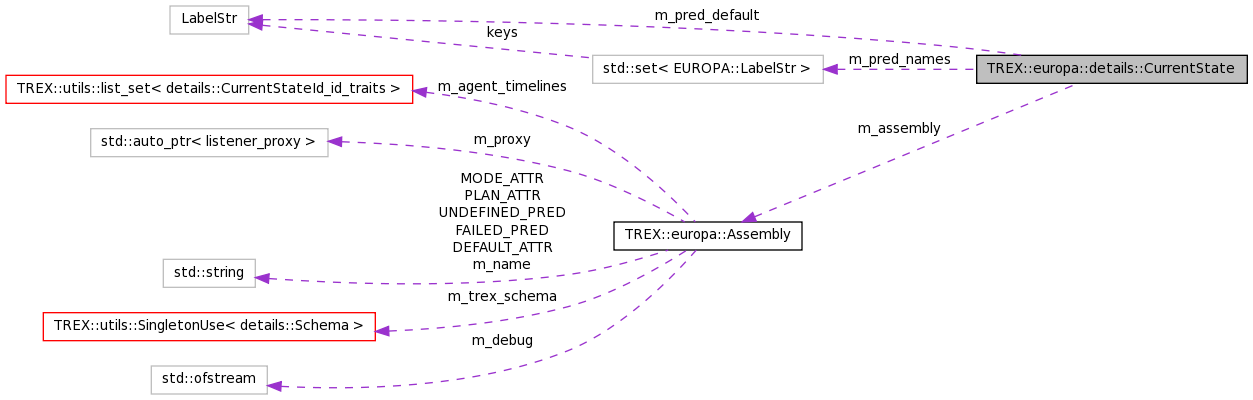 LabelStr
m_pred_default
keys
std::set< EUROPA::LabelStr >
m_pred_names
TREX::europa::details::CurrentState
TREX::utils::list_set< details::CurrentStateId_id_traits >
m_agent_timelines
m_assembly
std::auto_ptr< listener_proxy >
m_proxy
MODE_ATTR
PLAN_ATTR
UNDEFINED_PRED
FAILED_PRED
DEFAULT_ATTR
m_name
TREX::europa::Assembly
std::string
m_trex_schema
TREX::utils::SingletonUse< details::Schema >
m_debug
std::ofstream